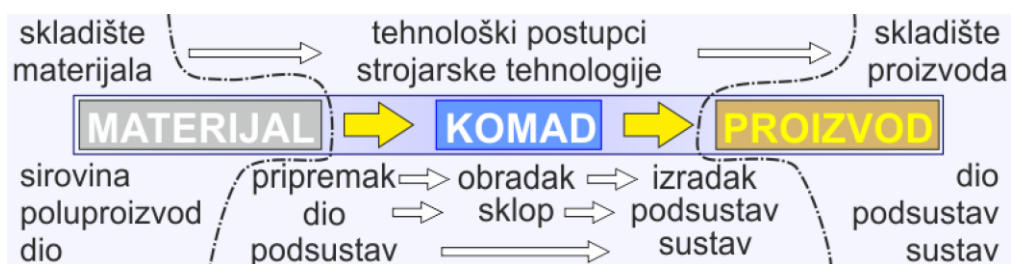 skladište tehnološki postupci skladište
materijala strojarske tehnologije proizvoda
MATERIJAL KOMAD PROIZVOD
sirovina pripremak obradak izradak dio
poluproizvod dio sklop podsustav podsustav
dio podsustav sustav sustav